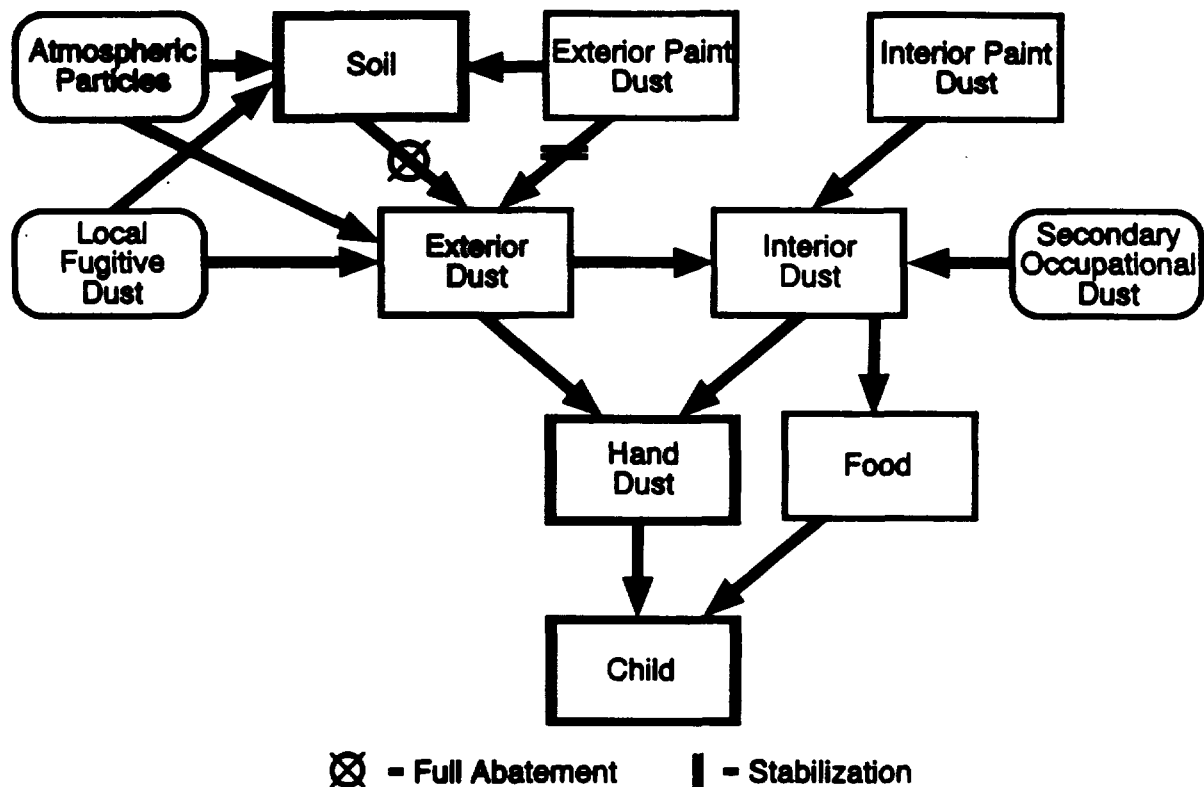 Atmospheric
Particles
Soil
Exterior Paint
Dust
Interior Paint
Dust
Local
Fugitive
Dust
Exterior
Dust
Interior
Dust
Secondary
Occupational
Dust
Hand
Dust
Food
Child
= Full Abatement
= Stabilization